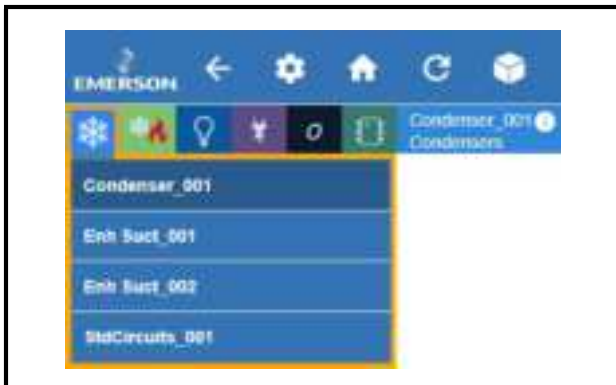 EMERSON
Condenser_001
Condensers
Condenser_001
Enh Suct_001
Enh Suct_002
StdCircuits_001